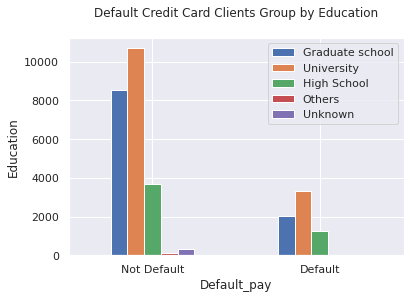 Default Credit Card Clients Group by Education
Graduate school
University
High School
Others
Unknown
10000
8000
6000
4000
2000
0
Education
Not Default
Default
Default_pay